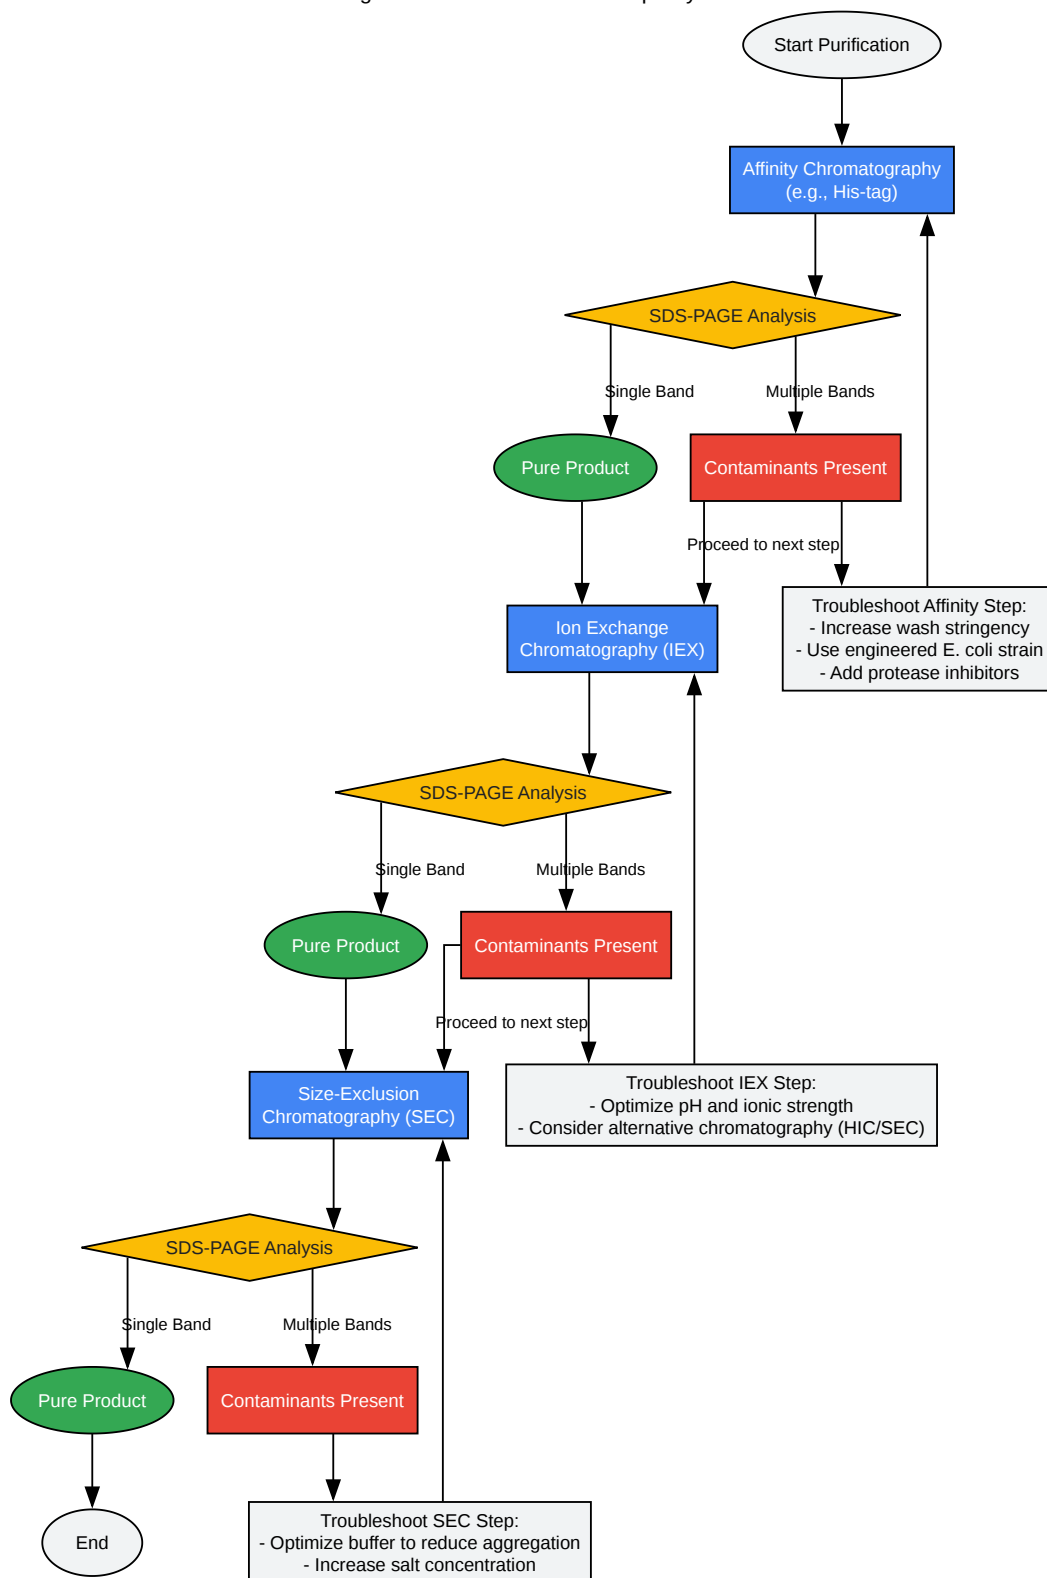 Start Purification
Affinity Chromatography
(e.g., His-tag)
SDS-PAGE Analysis
Single Band
Multiple Bands
Pure Product
Contaminants Present
Proceed to next step
Troubleshoot Affinity Step:
- Increase wash stringency
- Use engineered E. coli strain
- Add protease inhibitors
Ion Exchange
Chromatography (IEX)
SDS-PAGE Analysis
Single Band
Multiple Bands
Pure Product
Contaminants Present
Proceed to next step
Troubleshoot IEX Step:
- Optimize pH and ionic strength
- Consider alternative chromatography (HIC/SEC)
Size-Exclusion
Chromatography (SEC)
SDS-PAGE Analysis
Single Band
Multiple Bands
Pure Product
Contaminants Present
Troubleshoot SEC Step:
- Optimize buffer to reduce aggregation
- Increase salt concentration
End